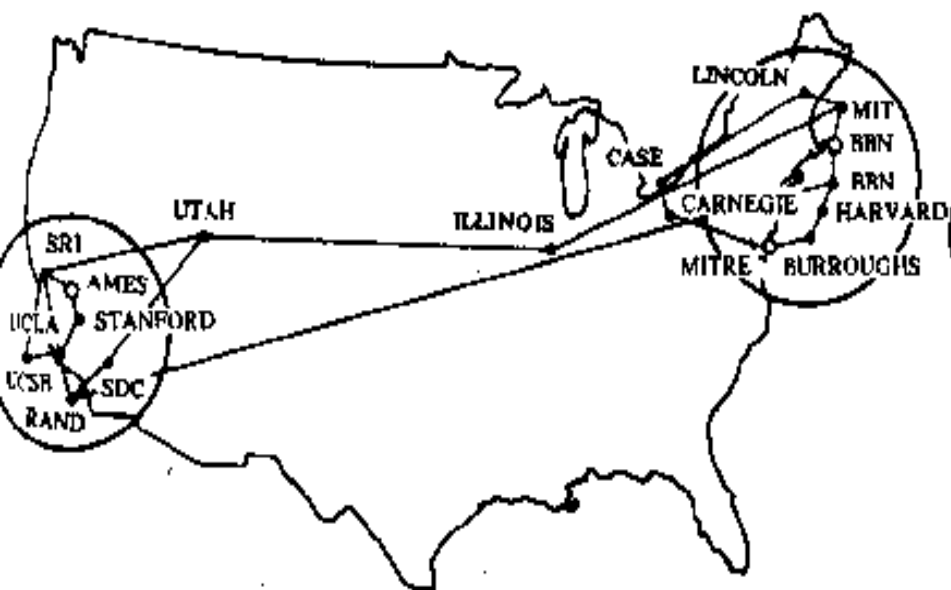 LINCOLN
MIT
BBN
CASE
BBN
CARNEGIE
HARVARD
UTAH
ILLINOIS
MITRE
BURROUGHS
SRI
AMES
UCLA
STANFORD
UCSB
SDC
RAND